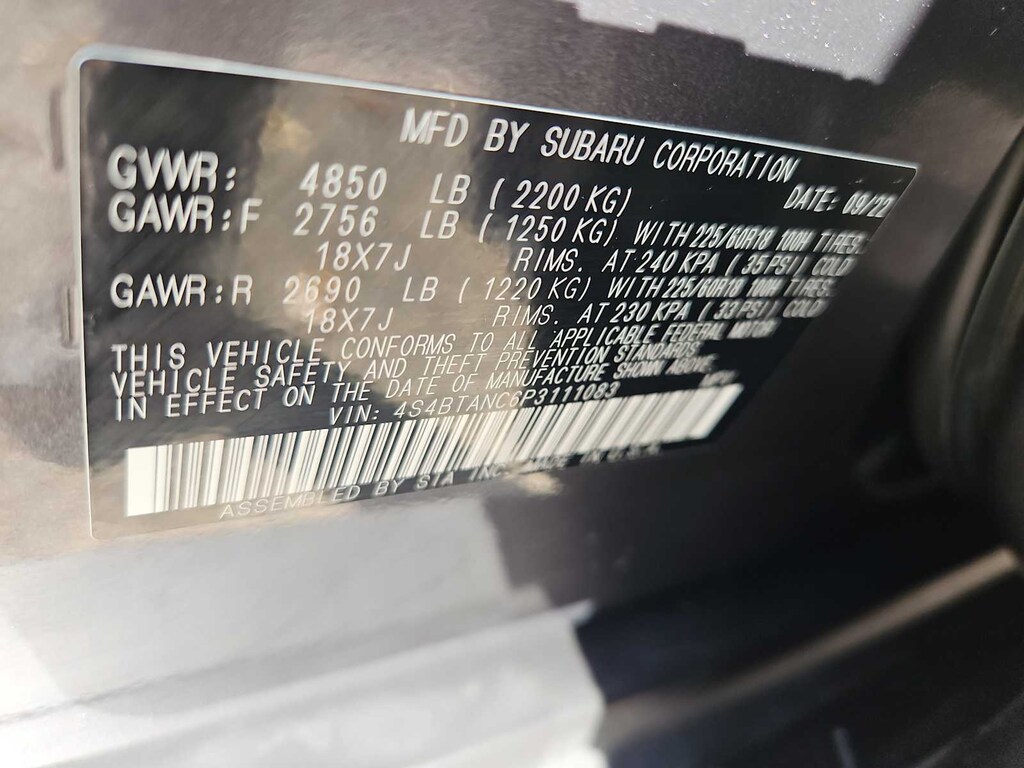 MFD BY SUBARU CORPORATION
GVWR: 4850 LB (2200 KG) DATE: 09/22
GAWR:F 2756 LB (1250 KG) WITH 225/60R18 100H TIRES.
18X7J RIMS. AT 240 KPA (35 PSI) COLD
GAWR:R 2690 LB (1220 KG) WITH 225/60R18 100H TIRES.
18X7J RIMS. AT 230 KPA (33 PSI) COLD
THIS VEHICLE CONFORMS TO ALL APPLICABLE FEDERAL MOTOR
VEHICLE SAFETY AND THEFT PREVENTION STANDARDS
IN EFFECT ON THE DATE OF MANUFACTURE SHOWN ABOVE.
VIN: 4S4BTANC6P3111083
ASSEMBLED BY SIA INC. MADE IN U.S.A.